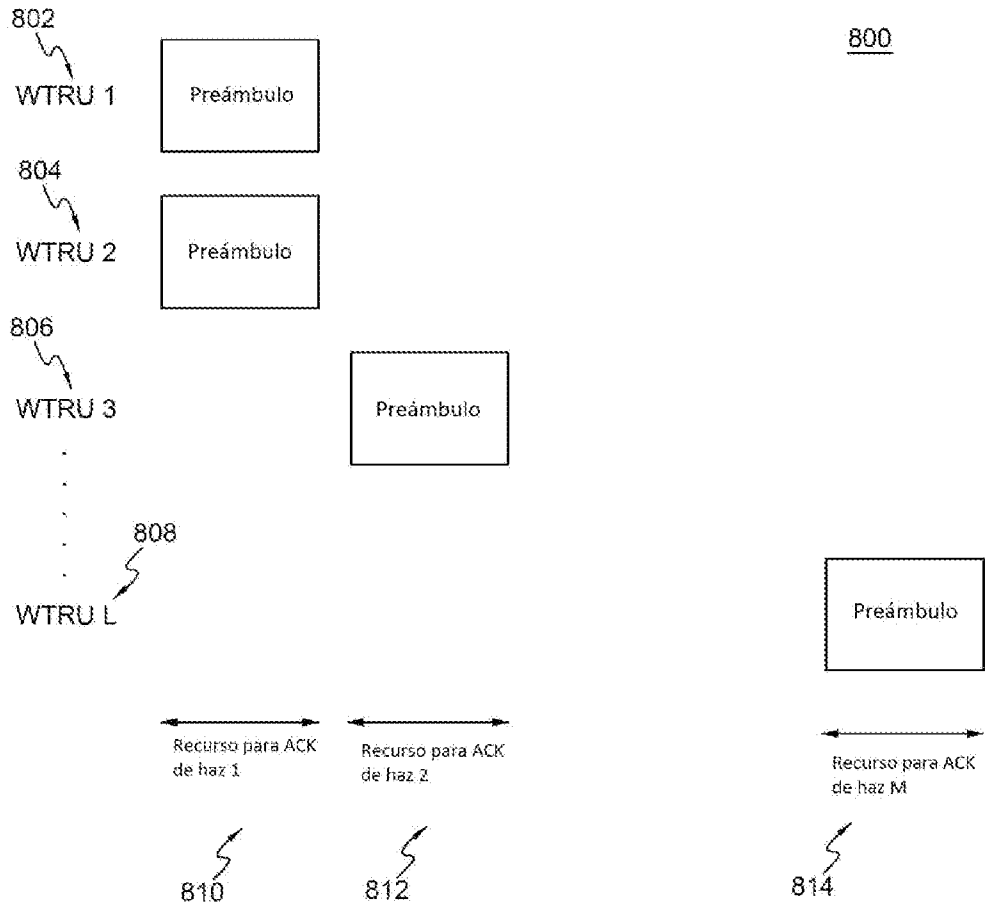 802
800
WTRU 1
Preámbulo
804
WTRU 2
Preámbulo
806
WTRU 3
Preámbulo
808
WTRU L
Preámbulo
Recurso para ACK
de haz 1
Recurso para ACK
de haz 2
Recurso para ACK
de haz M
810
812
814